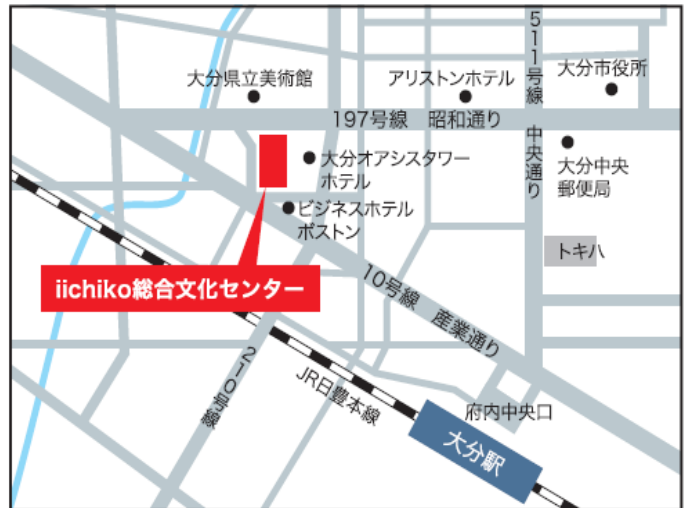 511号線 中央通り
大分県立美術館
アリストンホテル
大分市役所
197号線 昭和通り
大分オアシスタワー
ホテル
大分中央
郵便局
ビジネスホテル
ボストン
トキハ
iichiko総合文化センター
10号線 産業通り
210号線
JR日豊本線
府内中央口
大分駅